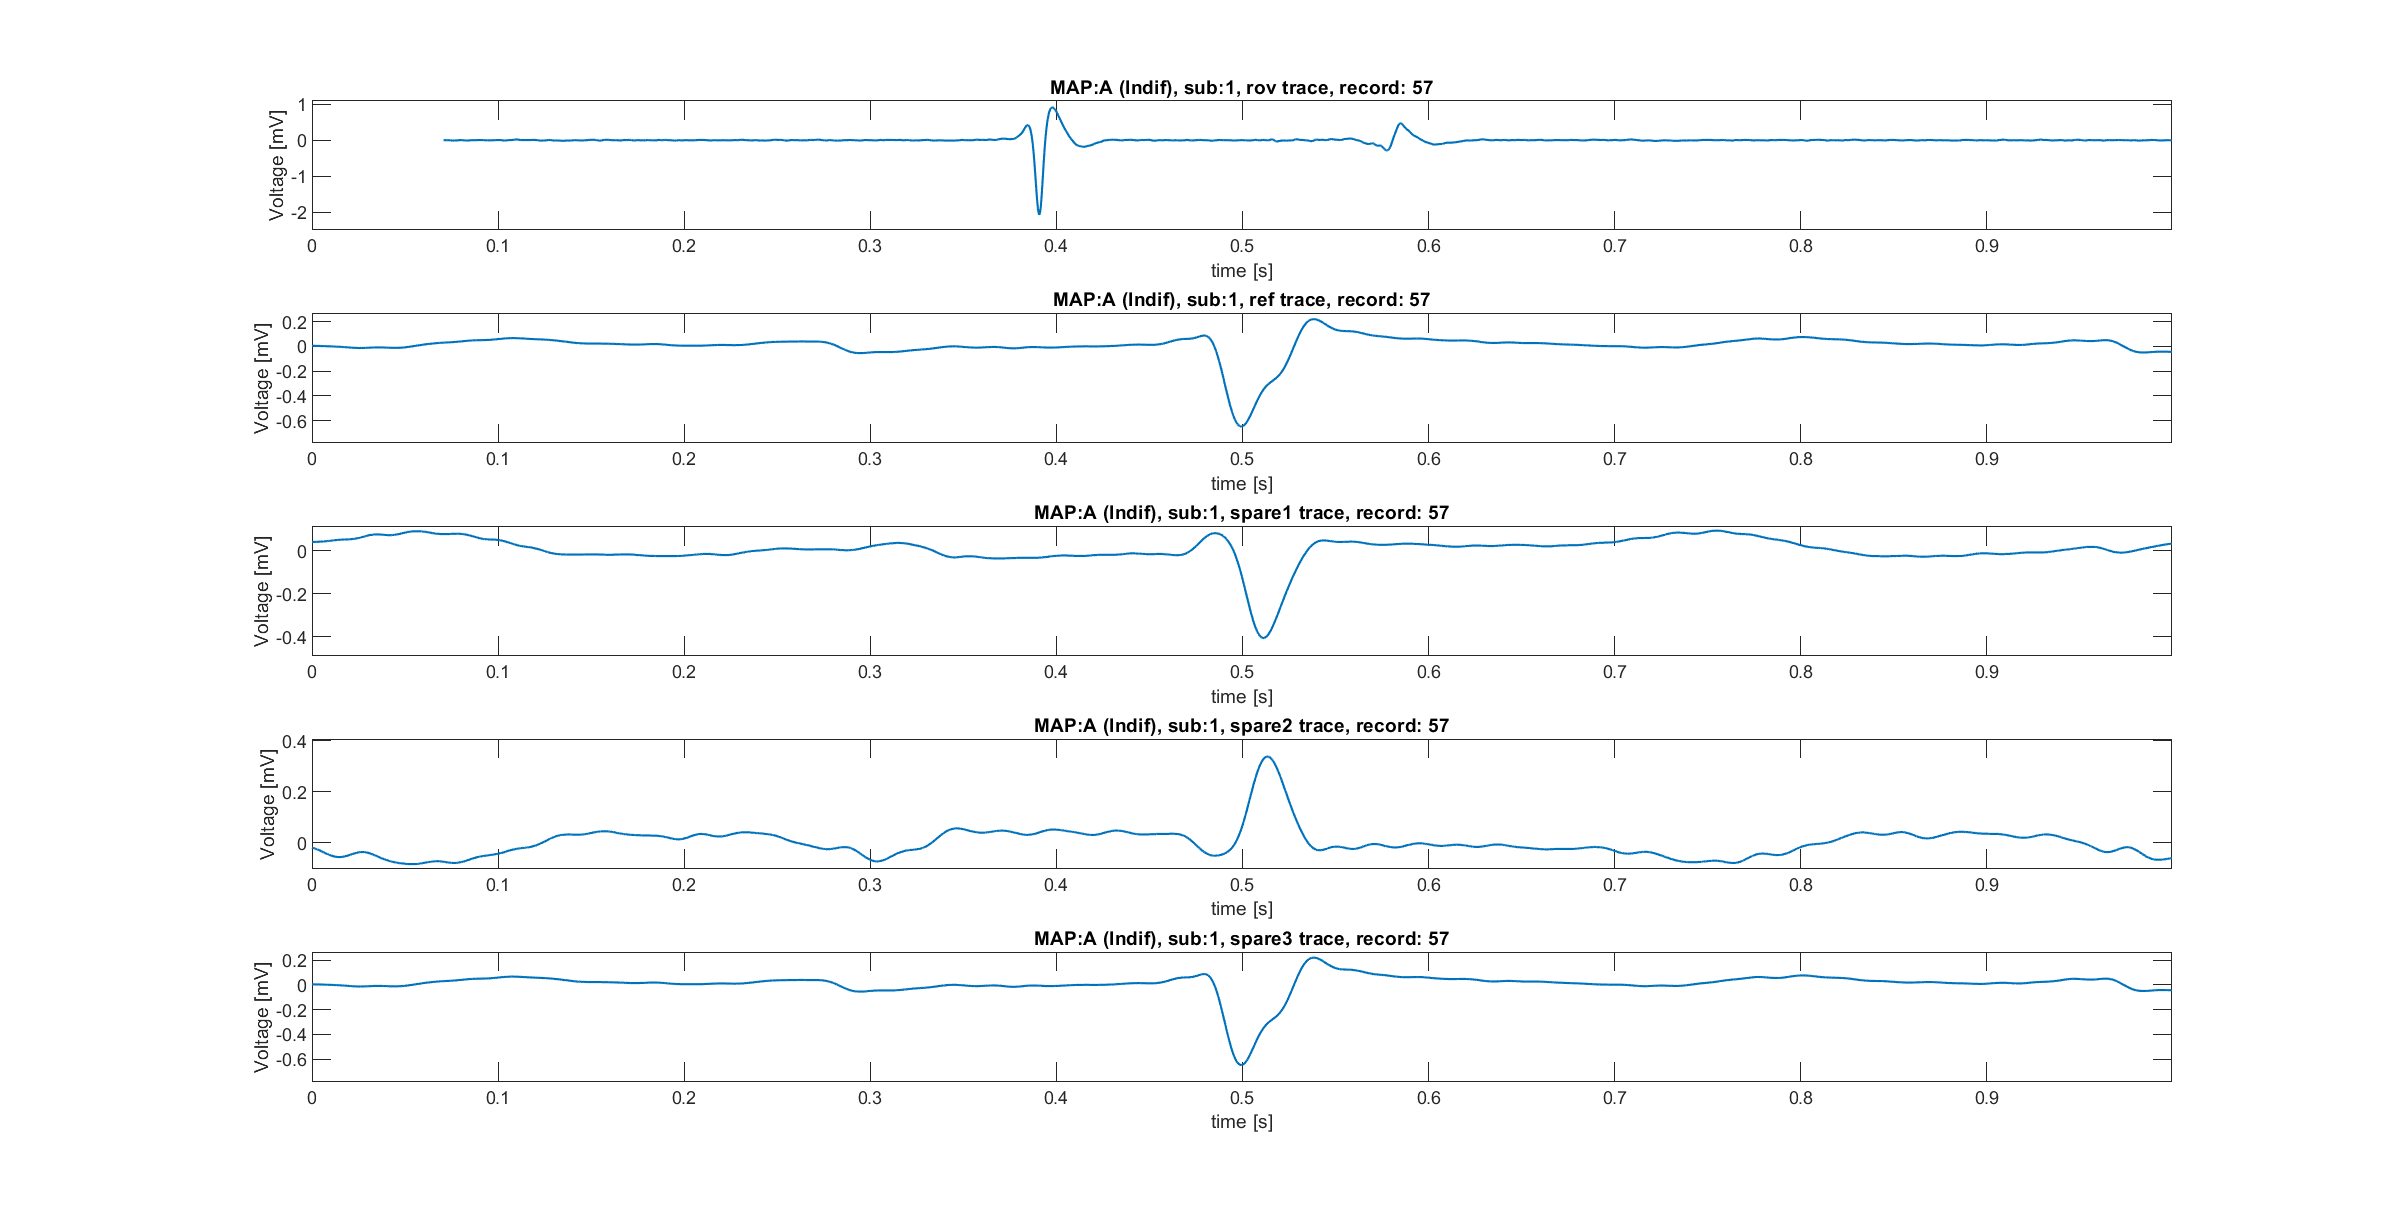 MAP:A (Indif), sub:1, rov trace, record: 57
Voltage [mV]
1
0
-1
-2
0 0.1 0.2 0.3 0.4 0.5 0.6 0.7 0.8 0.9
time [s]
MAP:A (Indif), sub:1, ref trace, record: 57
Voltage [mV]
0.2
0
-0.2
-0.4
-0.6
0 0.1 0.2 0.3 0.4 0.5 0.6 0.7 0.8 0.9
time [s]
MAP:A (Indif), sub:1, spare1 trace, record: 57
Voltage [mV]
0
-0.2
-0.4
0 0.1 0.2 0.3 0.4 0.5 0.6 0.7 0.8 0.9
time [s]
MAP:A (Indif), sub:1, spare2 trace, record: 57
Voltage [mV]
0.4
0.2
0
0 0.1 0.2 0.3 0.4 0.5 0.6 0.7 0.8 0.9
time [s]
MAP:A (Indif), sub:1, spare3 trace, record: 57
Voltage [mV]
0.2
0
-0.2
-0.4
-0.6
0 0.1 0.2 0.3 0.4 0.5 0.6 0.7 0.8 0.9
time [s]